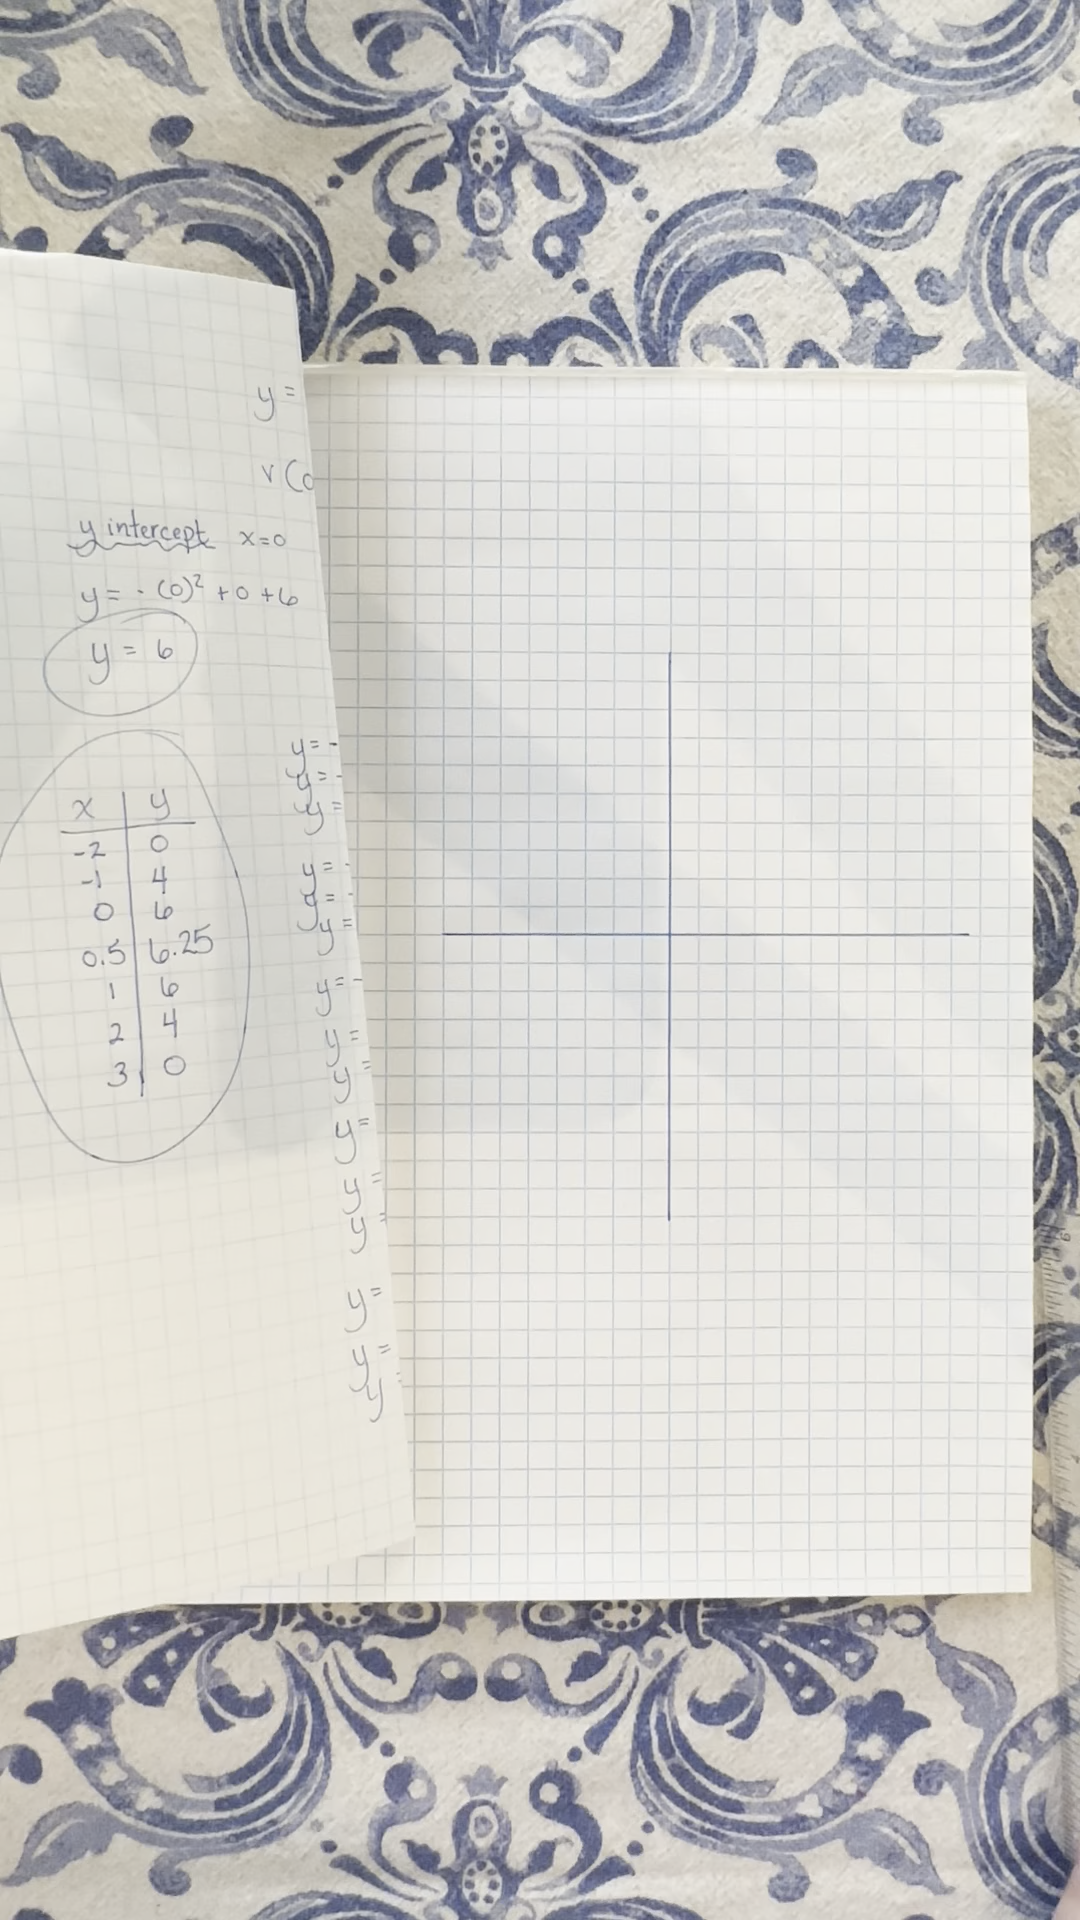 y =
v (0
y intercept x=0
y = - (0)² + 0 + 6
y = 6
y = -
y = -
y =
x y
-2 0
-1 4
0 6
0.5 6.25
1 6
2 4
3 0
y = -
y = -
y =
y = -
y =
y =
y =
y =
y =
y =
y =
y =